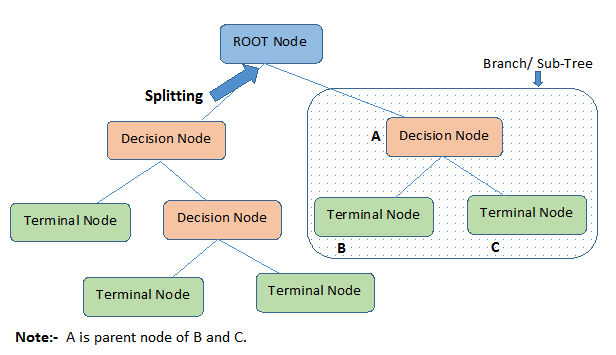 ROOT Node
Branch/ Sub-Tree
Splitting
Decision Node
A
Decision Node
Terminal Node
Decision Node
Terminal Node
Terminal Node
B
C
Terminal Node
Terminal Node
Note:- A is parent node of B and C.